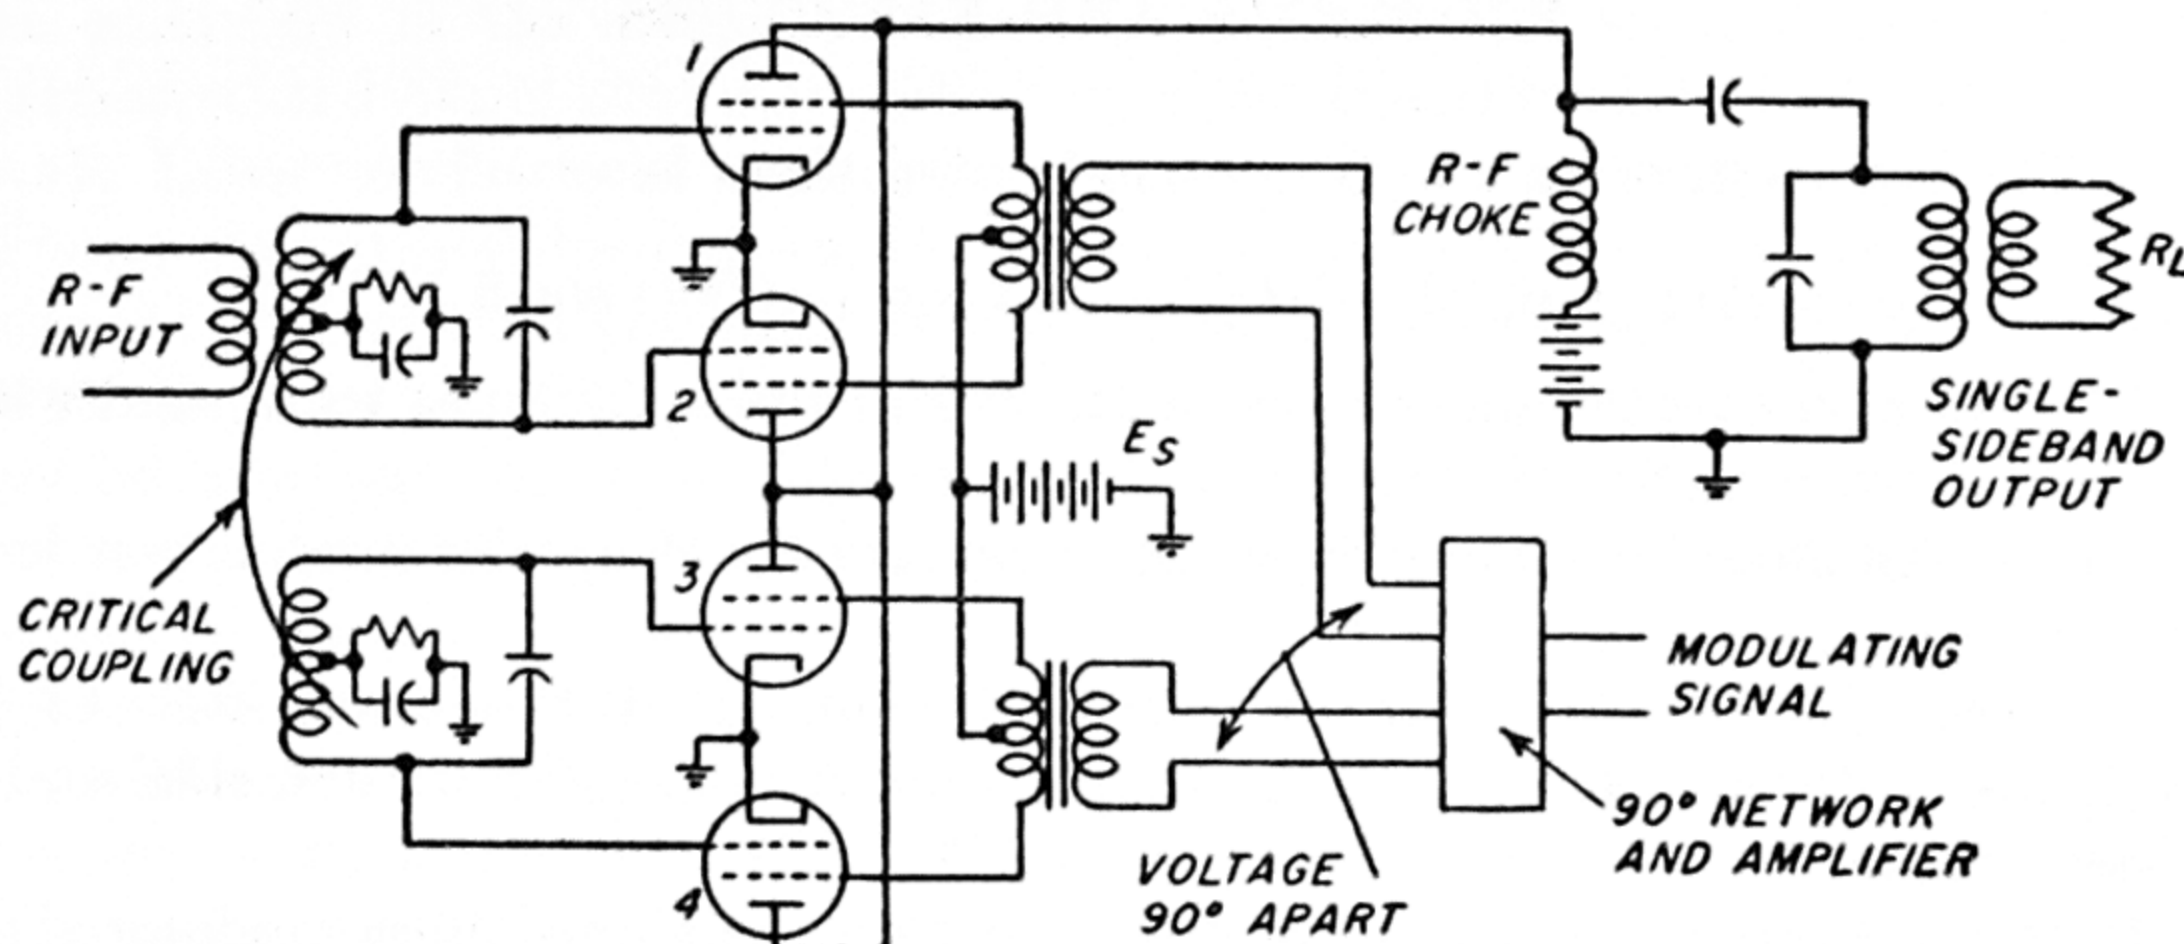 1
R-F
INPUT
2
3
4
CRITICAL
COUPLING
R-F
CHOKE
RL
ES
SINGLE-
SIDEBAND
OUTPUT
MODULATING
SIGNAL
90° NETWORK
AND AMPLIFIER
VOLTAGE
90° APART